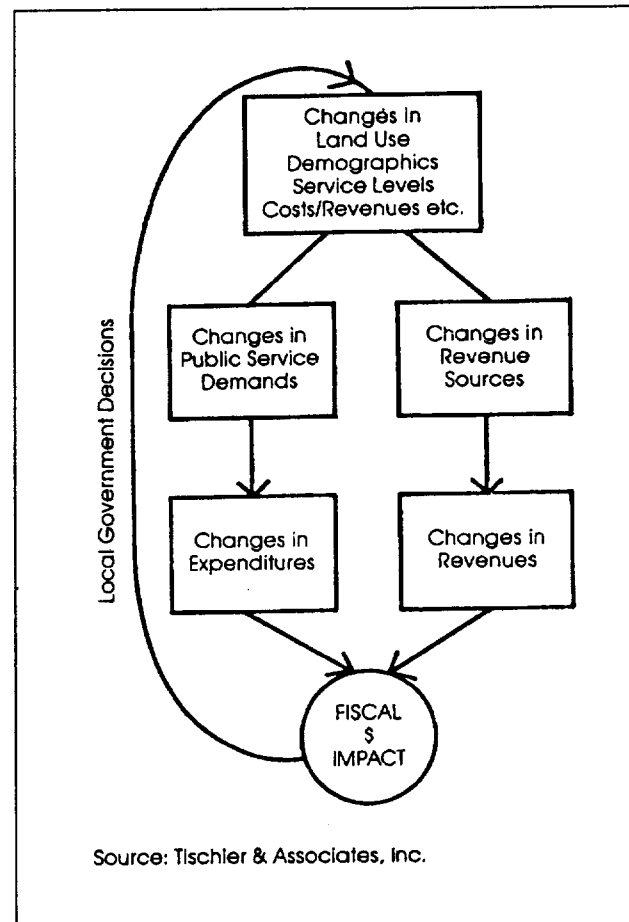 Changes in
Land Use
Demographics
Service Levels
Costs/Revenues etc.
Local Government Decisions
Changes in
Public Service
Demands
Changes in
Revenue
Sources
Changes in
Expenditures
Changes in
Revenues
FISCAL
$
IMPACT
Source: Tischler & Associates, Inc.